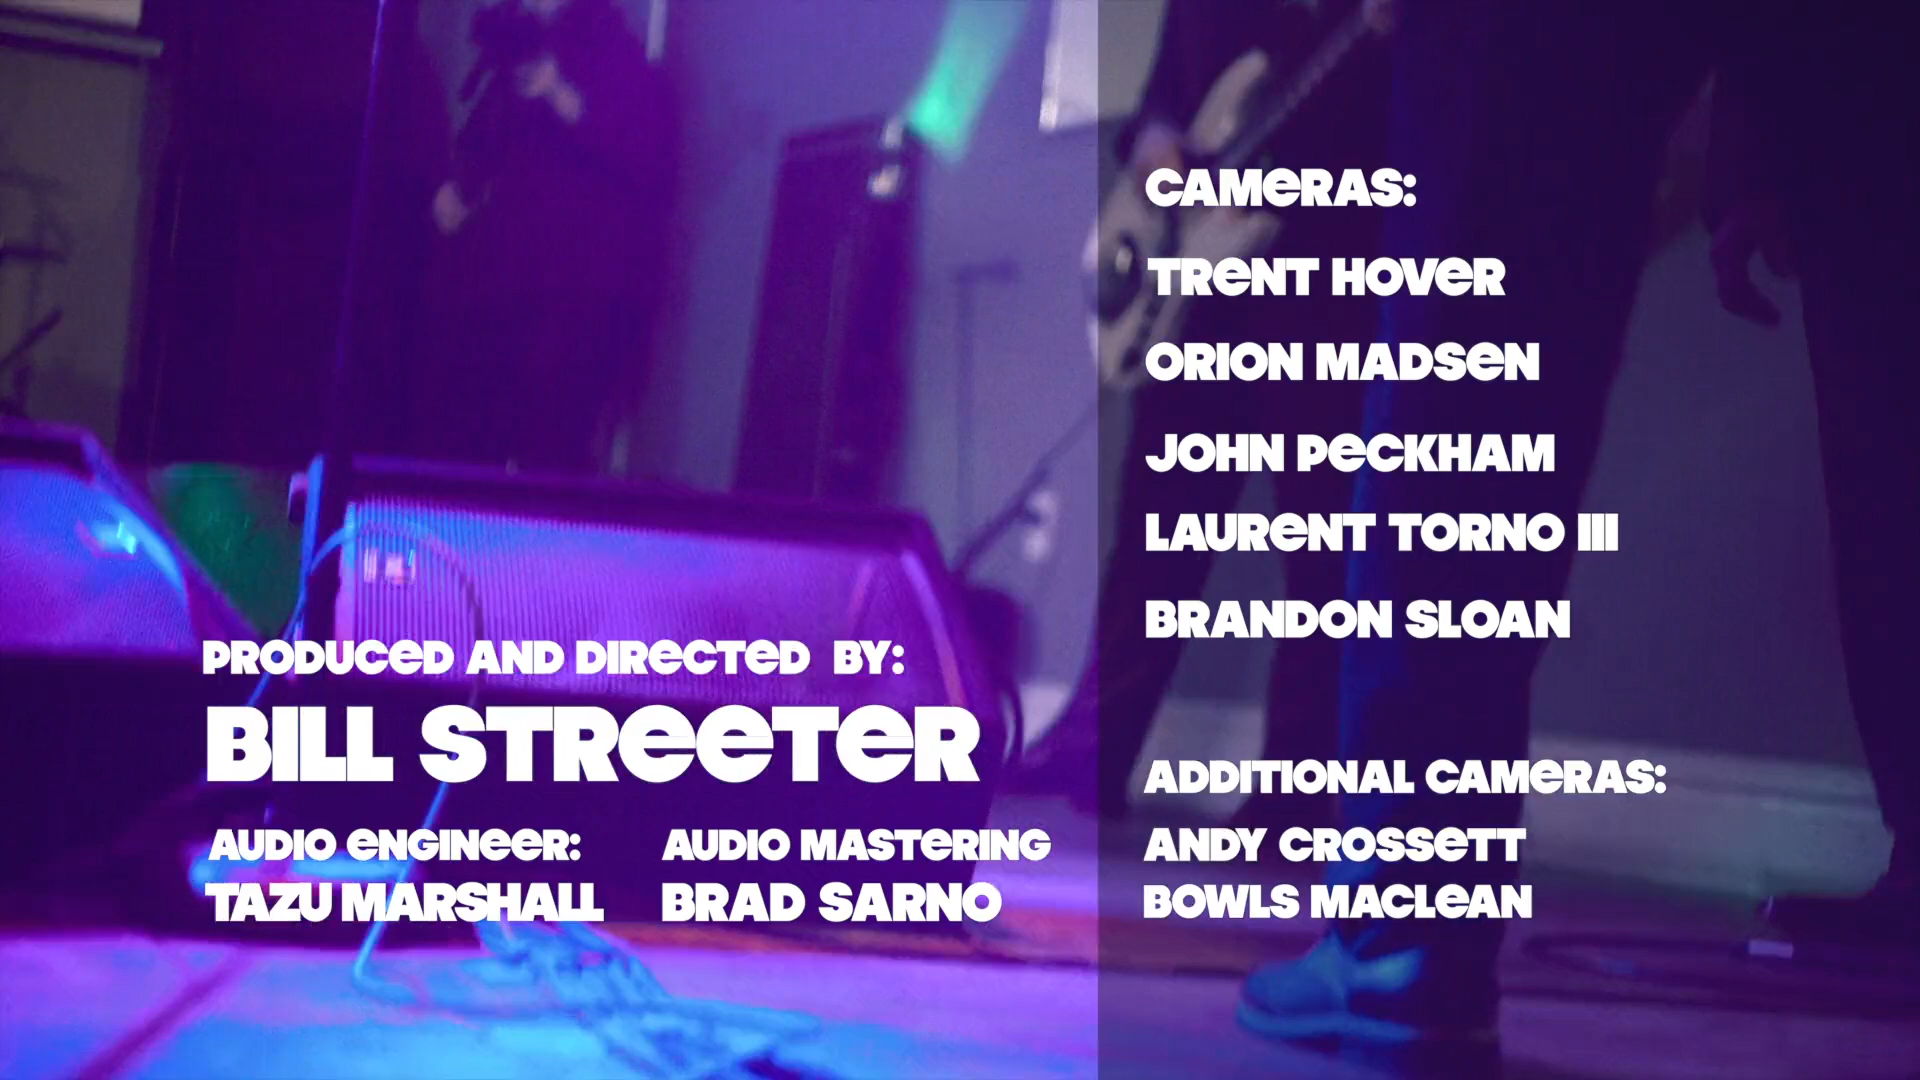 PRODUCED AND DIRECTED BY:
BILL STREETER
AUDIO ENGINEER:
TAZU MARSHALL
AUDIO MASTERING
BRAD SARNO
CAMERAS:
TRENT HOVER
ORION MADSEN
JOHN PECKHAM
LAURENT TORNO III
BRANDON SLOAN
ADDITIONAL CAMERAS:
ANDY CROSSETT
BOWLS MACLEAN